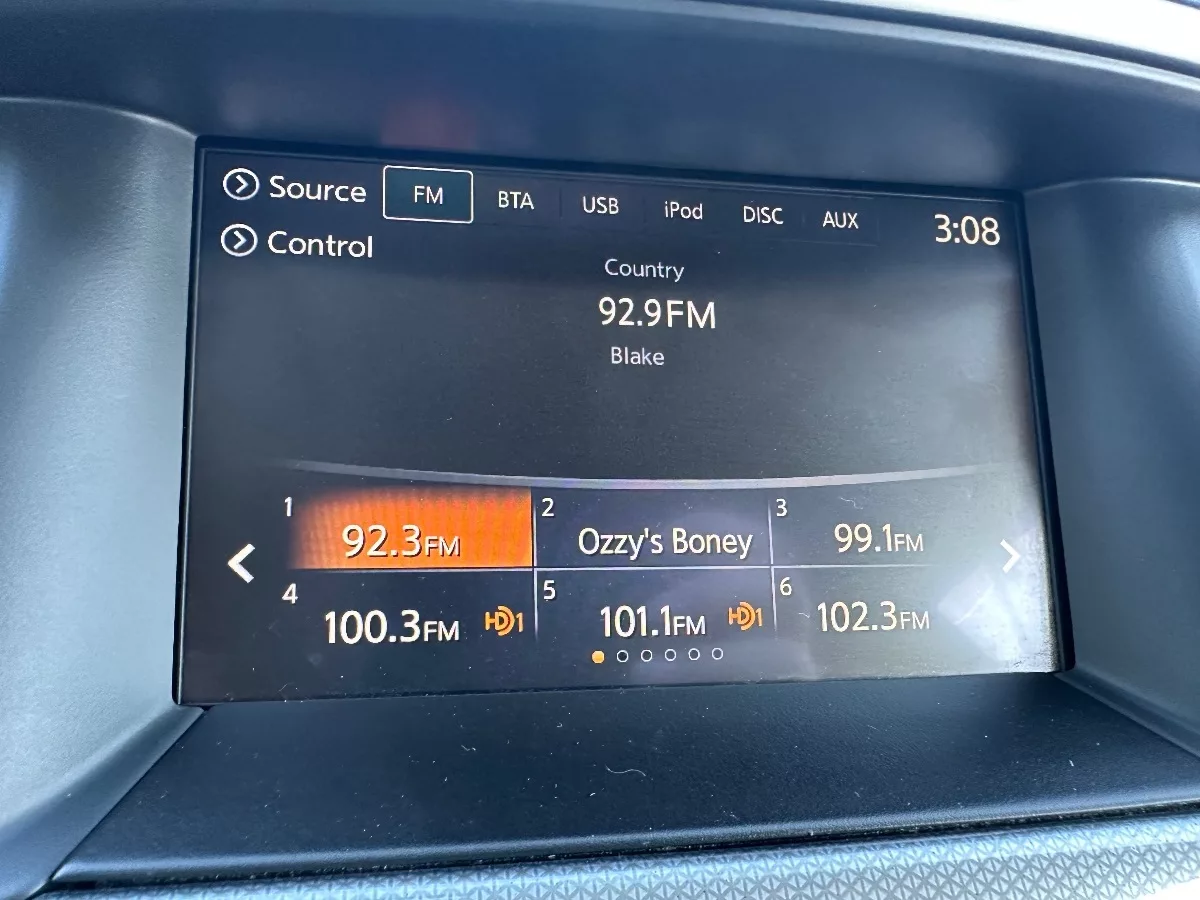 Source FM BTA USB iPod DISC AUX 3:08
Control
Country
92.9FM
Blake
1 92.3FM 2 Ozzy's Boney 3 99.1FM
4 100.3FM HD1 5 101.1FM HD1 6 102.3FM